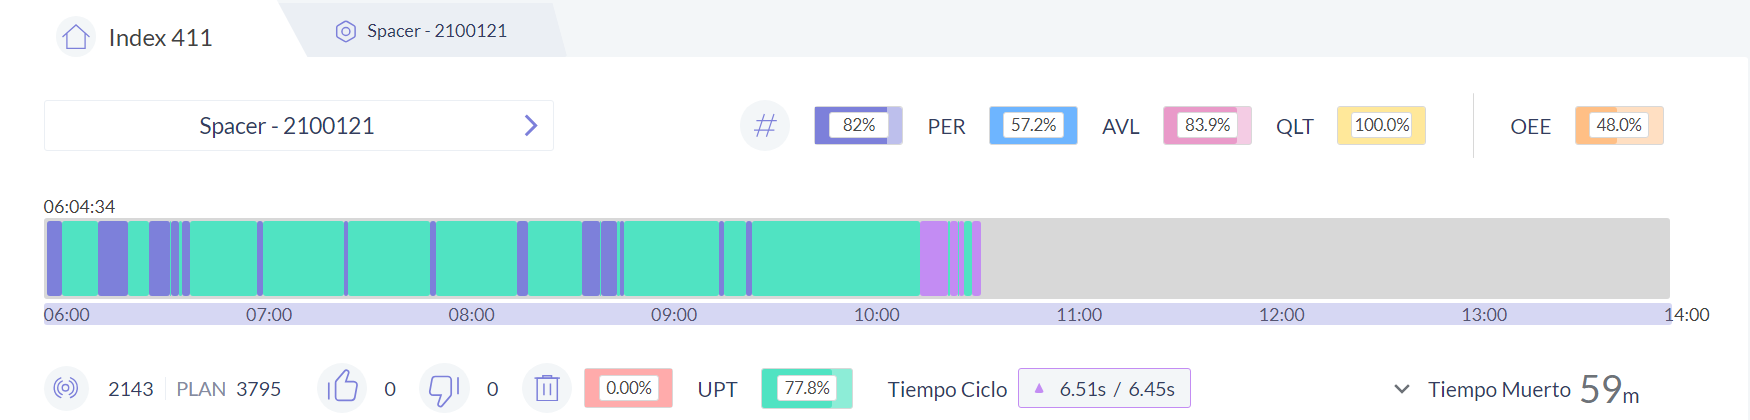 Index 411
Spacer - 2100121
Spacer - 2100121
# 82% PER 57.2% AVL 83.9% QLT 100.0% OEE 48.0%
06:04:34
06:00 07:00 08:00 09:00 10:00 11:00 12:00 13:00 14:00
2143 PLAN 3795 0 0 0.00% UPT 77.8% Tiempo Ciclo 6.51s / 6.45s Tiempo Muerto 59m